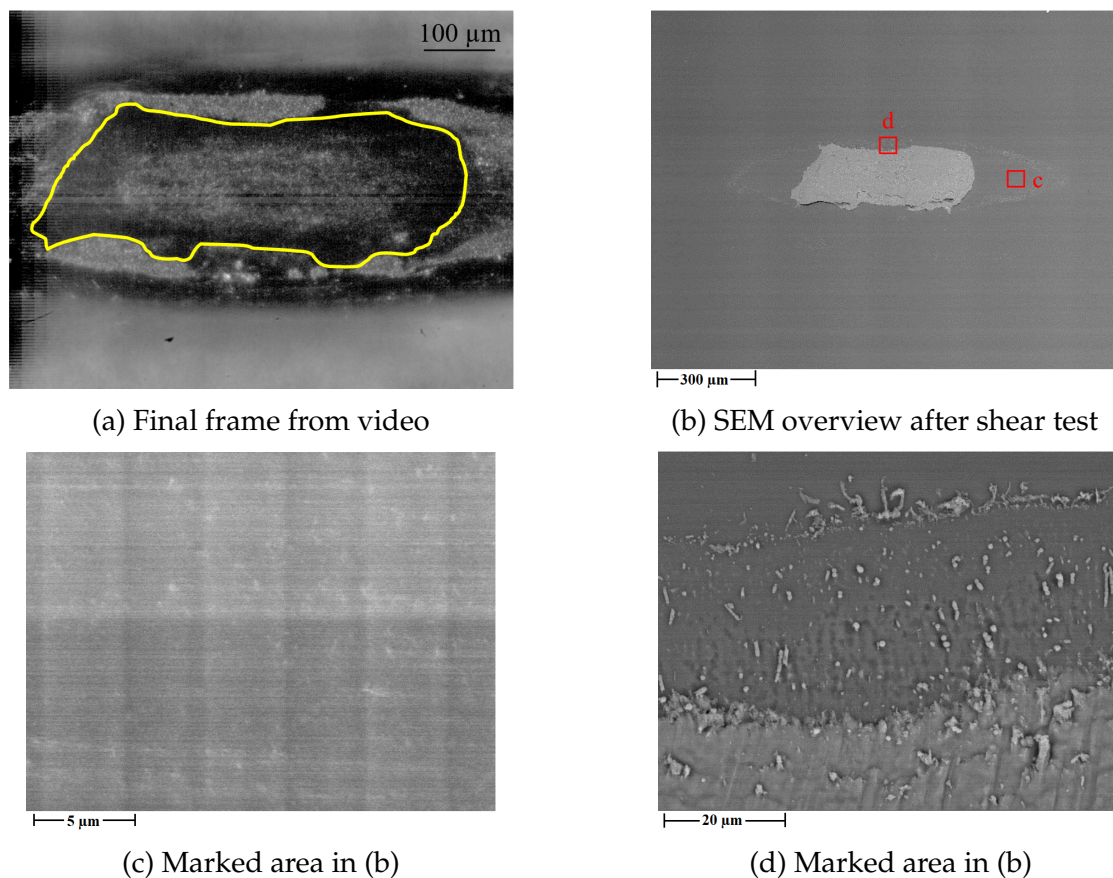 100 µm
d
c
300 µm
(a) Final frame from video
(b) SEM overview after shear test
5 µm
20 µm
(c) Marked area in (b)
(d) Marked area in (b)